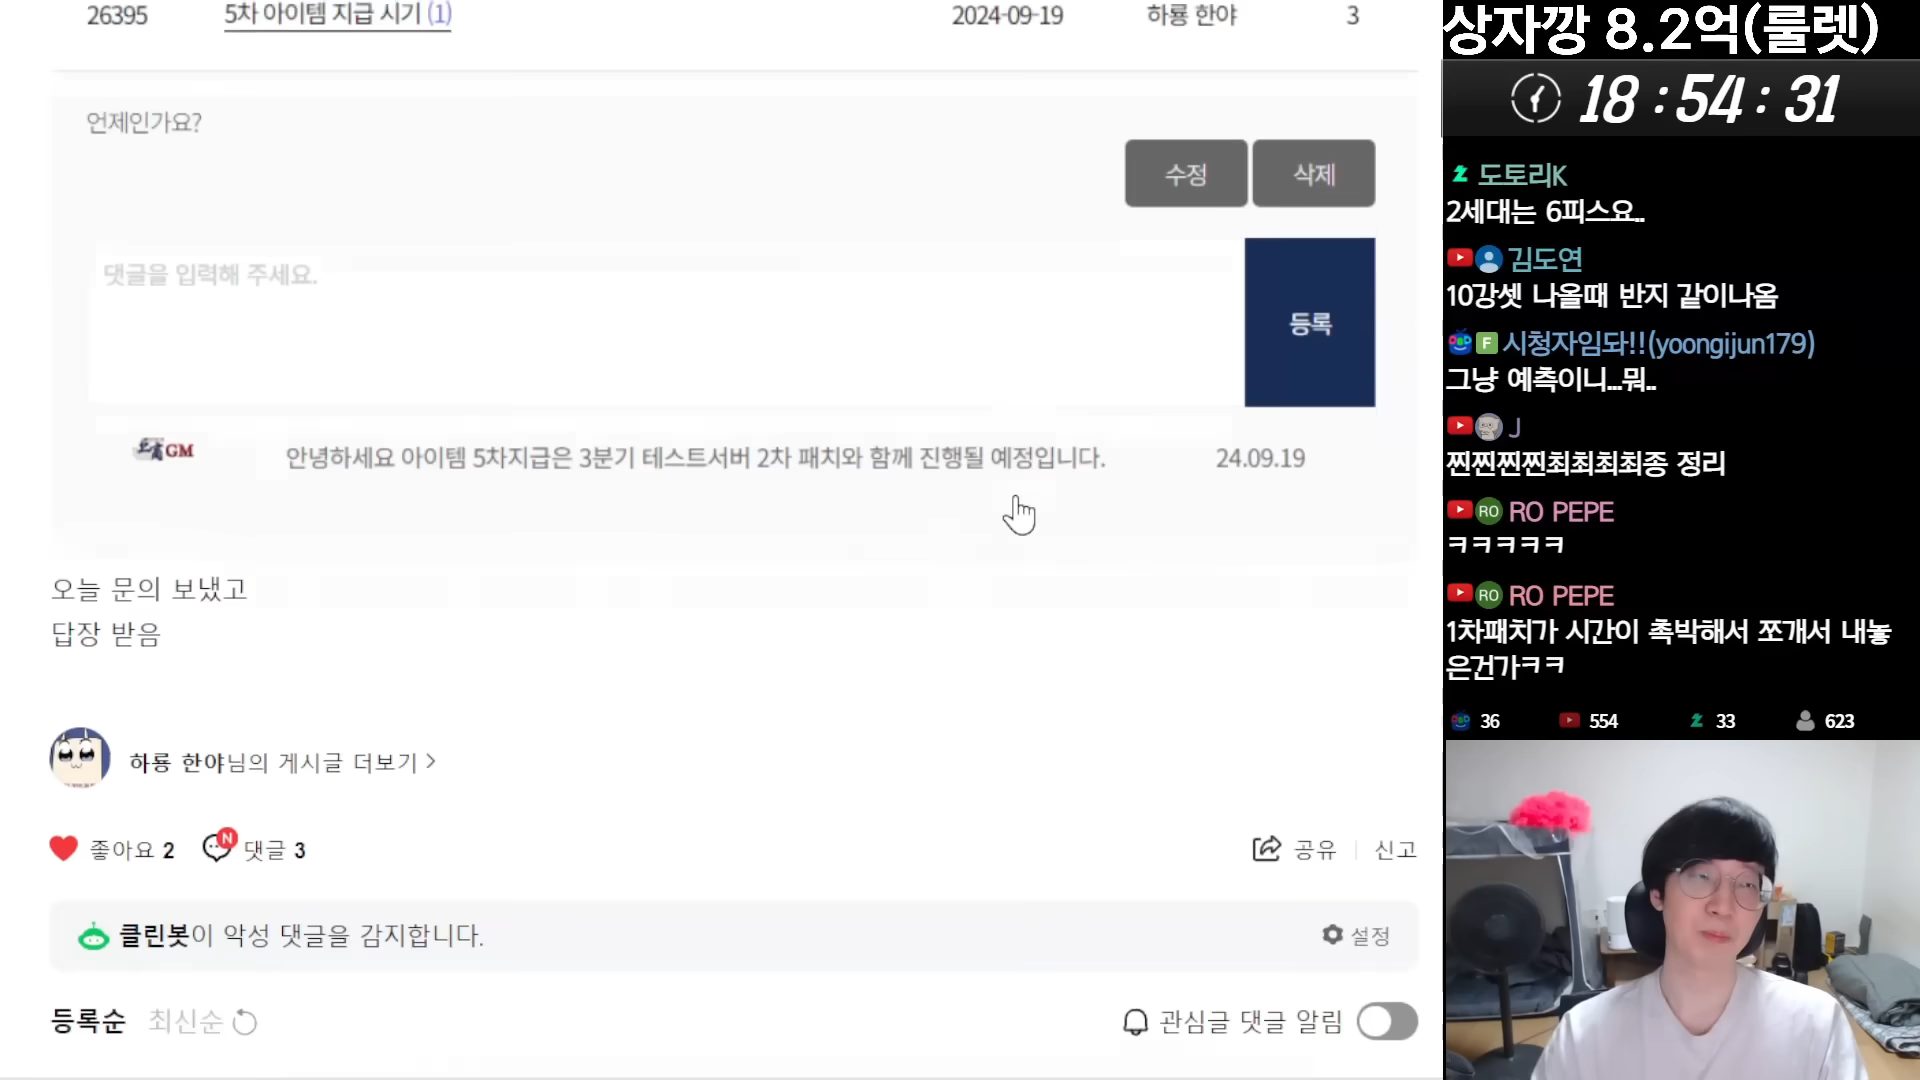 26395 5차 아이템 지급 시기 (1) 2024-09-19 하룡 한야 3
언제인가요?
수정 삭제
댓글을 입력해 주세요.
등록
GM 안녕하세요 아이템 5차지급은 3분기 테스트서버 2차 패치와 함께 진행될 예정입니다. 24.09.19
오늘 문의 보냈고
답장 받음
하룡 한야님의 게시글 더보기 >
좋아요 2 N 댓글 3 공유 신고
클린봇이 악성 댓글을 감지합니다. 설정
등록순 최신순 관심글 댓글 알림
상자깡 8.2억(룰렛)
18 : 54 : 31
도토리K
2세대는 6피스요..
김도연
10강셋 나올때 반지 같이나옴
F 시청자임돠!!(yoongijun179)
그냥 예측이니...뭐..
J
찐찐찐찐최최최최종 정리
RO RO PEPE
ㅋㅋㅋㅋㅋ
RO RO PEPE
1차패치가 시간이 촉박해서 쪼개서 내놓
은건가ㅋㅋ
36 554 33 623